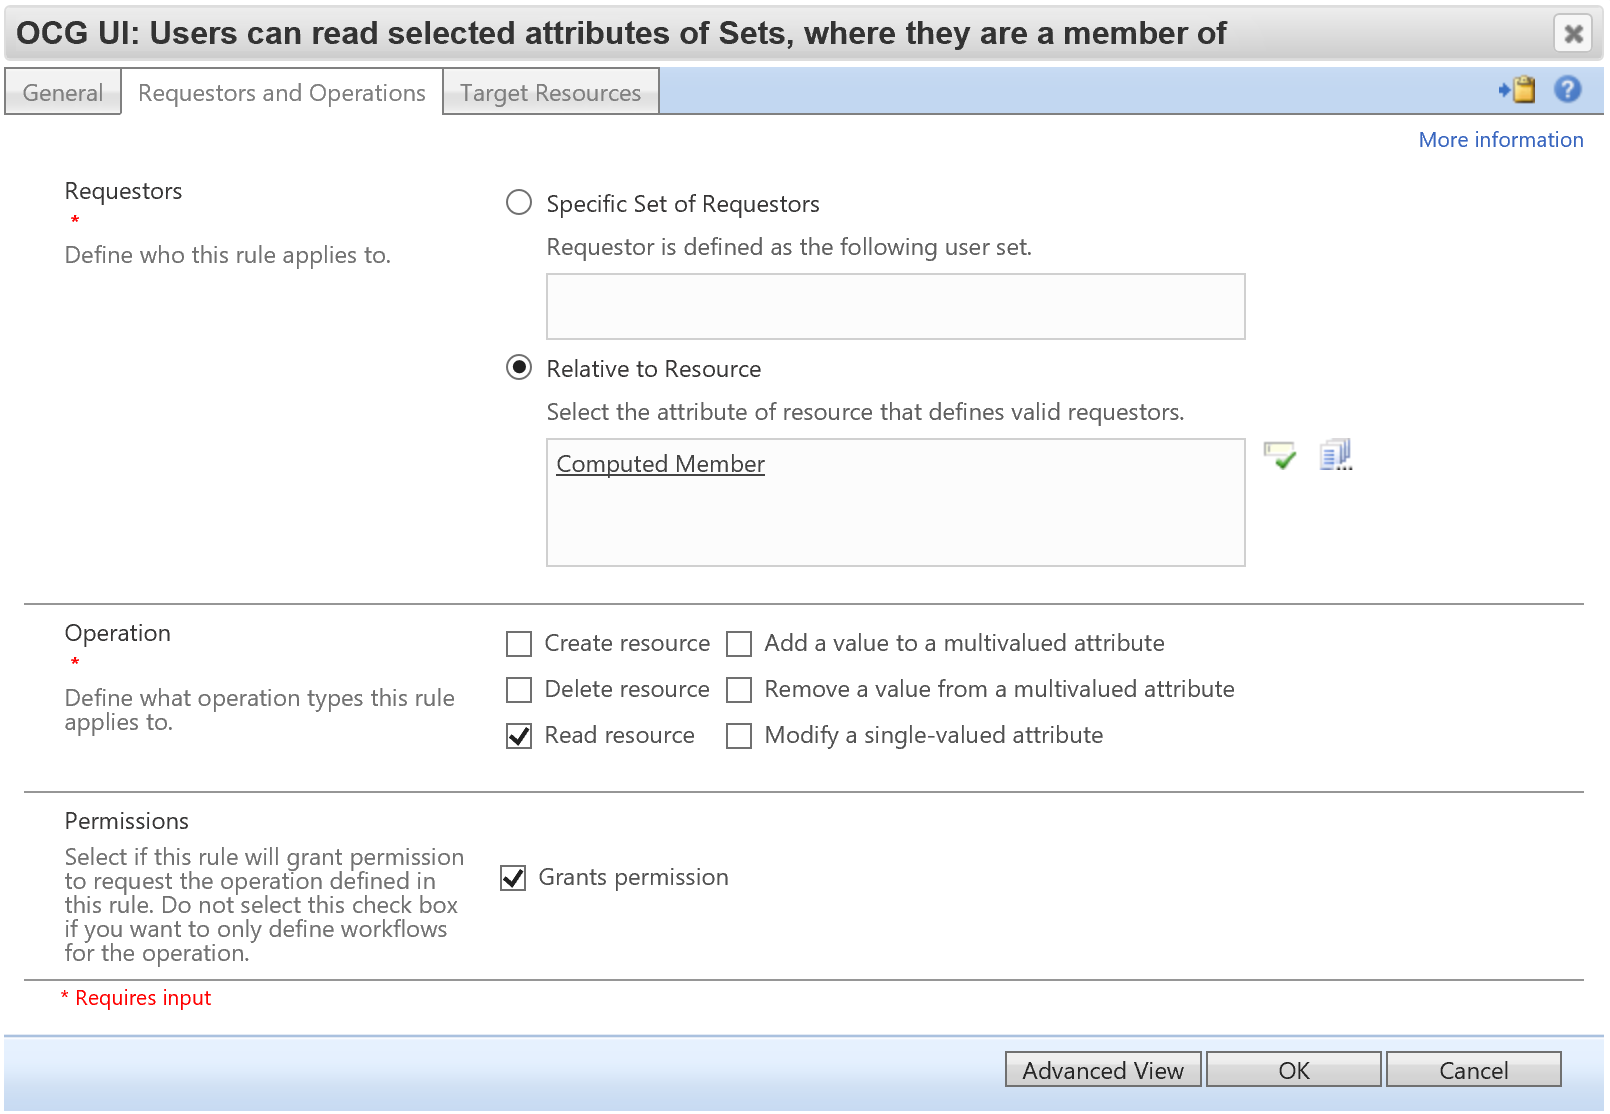 OCG UI: Users can read selected attributes of Sets, where they are a member of
General
Requestors and Operations
Target Resources
More information
Requestors
*
Define who this rule applies to.
Specific Set of Requestors
Requestor is defined as the following user set.
Relative to Resource
Select the attribute of resource that defines valid requestors.
Computed Member
Operation
*
Define what operation types this rule
applies to.
Create resource
Add a value to a multivalued attribute
Delete resource
Remove a value from a multivalued attribute
Read resource
Modify a single-valued attribute
Permissions
Select if this rule will grant permission
to request the operation defined in
this rule. Do not select this check box
if you want to only define workflows
for the operation.
Grants permission
* Requires input
Advanced View
OK
Cancel